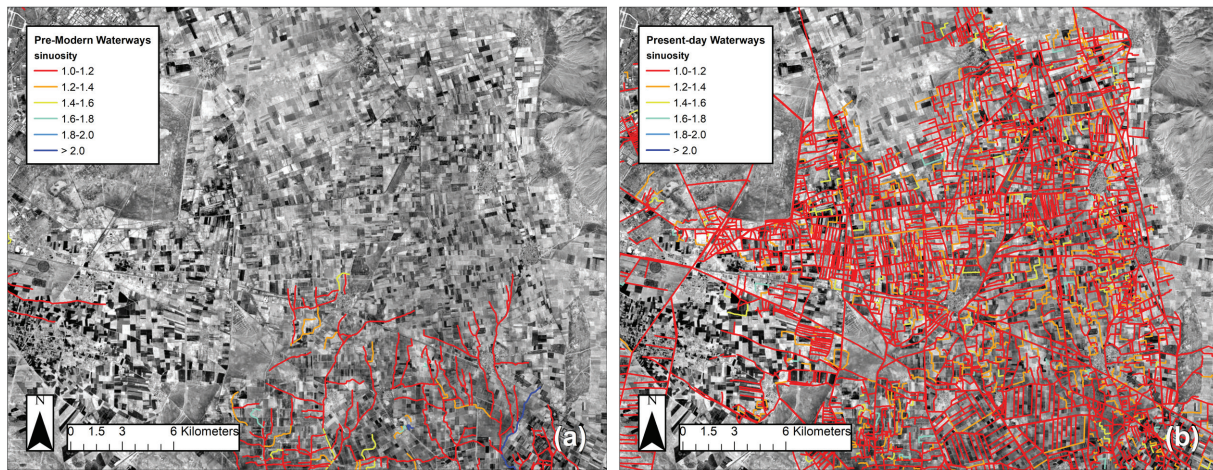 Pre-Modern Waterways
sinuosity
1.0-1.2
1.2-1.4
1.4-1.6
1.6-1.8
1.8-2.0
> 2.0
N
0 1.5 3 6 Kilometers
(a)
Present-day Waterways
sinuosity
1.0-1.2
1.2-1.4
1.4-1.6
1.6-1.8
1.8-2.0
> 2.0
N
0 1.5 3 6 Kilometers
(b)